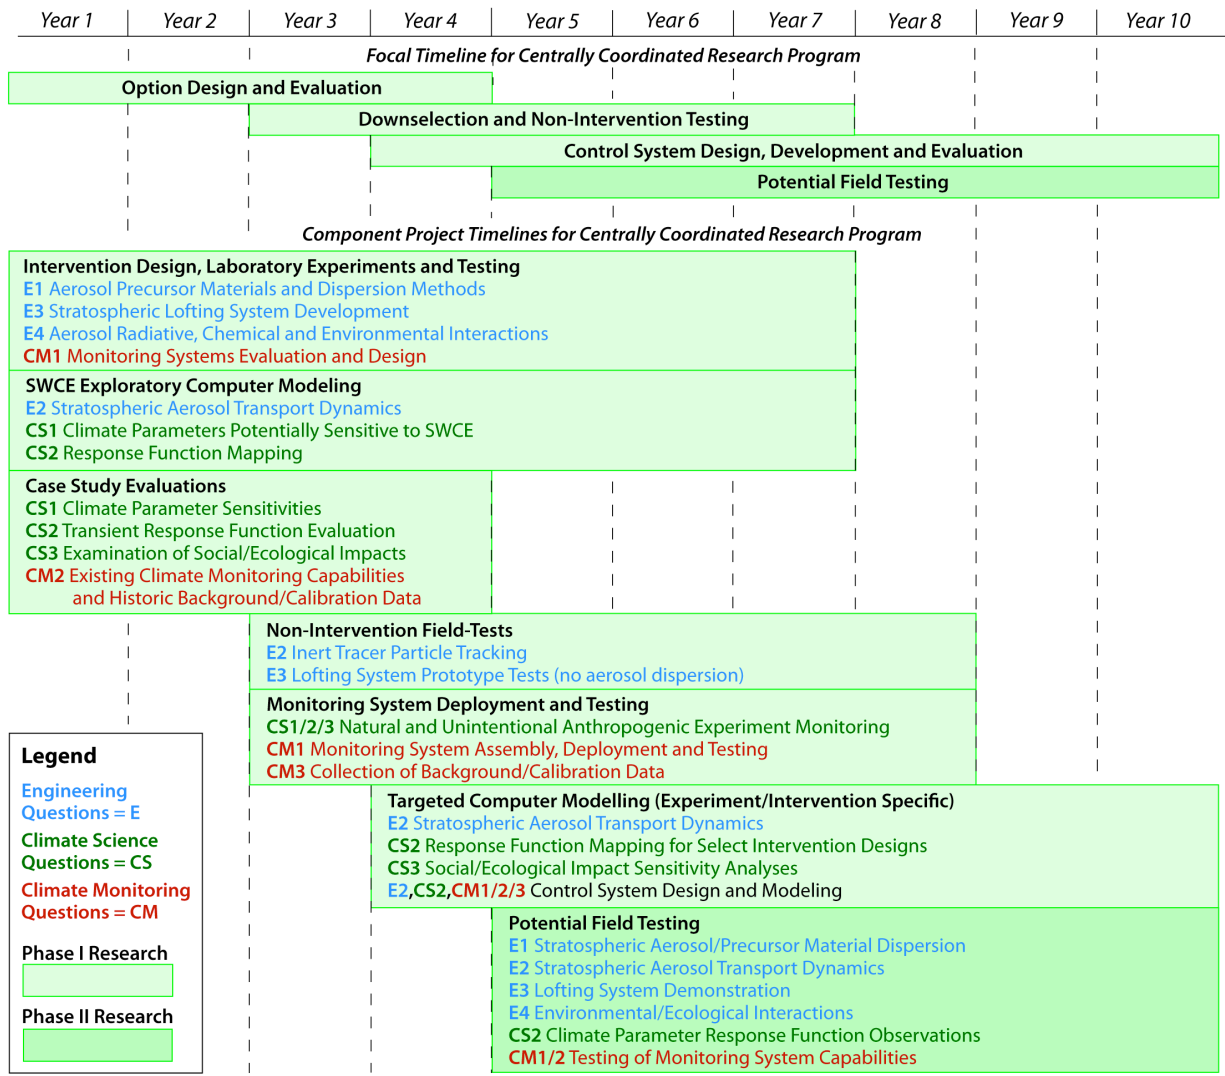 Year 1 Year 2 Year 3 Year 4 Year 5 Year 6 Year 7 Year 8 Year 9 Year 10
Focal Timeline for Centrally Coordinated Research Program
Option Design and Evaluation
Downselection and Non-Intervention Testing
Control System Design, Development and Evaluation
Potential Field Testing
Component Project Timelines for Centrally Coordinated Research Program
Intervention Design, Laboratory Experiments and Testing
E1 Aerosol Precursor Materials and Dispersion Methods
E3 Stratospheric Lofting System Development
E4 Aerosol Radiative, Chemical and Environmental Interactions
CM1 Monitoring Systems Evaluation and Design
SWCE Exploratory Computer Modeling
E2 Stratospheric Aerosol Transport Dynamics
CS1 Climate Parameters Potentially Sensitive to SWCE
CS2 Response Function Mapping
Case Study Evaluations
CS1 Climate Parameter Sensitivities
CS2 Transient Response Function Evaluation
CS3 Examination of Social/Ecological Impacts
CM2 Existing Climate Monitoring Capabilities
and Historic Background/Calibration Data
Non-Intervention Field-Tests
E2 Inert Tracer Particle Tracking
E3 Lofting System Prototype Tests (no aerosol dispersion)
Monitoring System Deployment and Testing
CS1/2/3 Natural and Unintentional Anthropogenic Experiment Monitoring
CM1 Monitoring System Assembly, Deployment and Testing
CM3 Collection of Background/Calibration Data
Targeted Computer Modelling (Experiment/Intervention Specific)
E2 Stratospheric Aerosol Transport Dynamics
CS2 Response Function Mapping for Select Intervention Designs
CS3 Social/Ecological Impact Sensitivity Analyses
E2,CS2,CM1/2/3 Control System Design and Modeling
Potential Field Testing
E1 Stratospheric Aerosol/Precursor Material Dispersion
E2 Stratospheric Aerosol Transport Dynamics
E3 Lofting System Demonstration
E4 Environmental/Ecological Interactions
CS2 Climate Parameter Response Function Observations
CM1/2 Testing of Monitoring System Capabilities
Legend
Engineering
Questions = E
Climate Science
Questions = CS
Climate Monitoring
Questions = CM
Phase I Research
Phase II Research